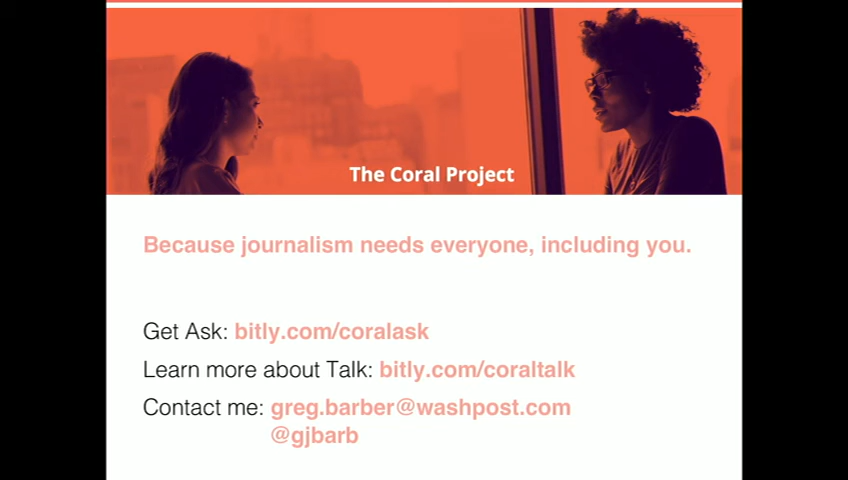 The Coral Project
Because journalism needs everyone, including you.
Get Ask: bitly.com/coralask
Learn more about Talk: bitly.com/coraltalk
Contact me: greg.barber@washpost.com
@gjbarb